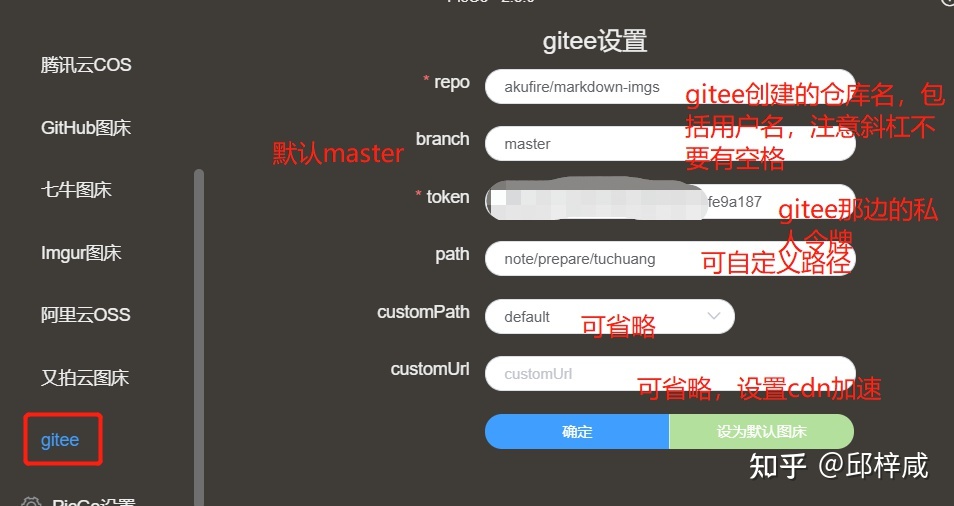 gitee设置
腾讯云COS
* repo
akufire/markdown-imgs
gitee创建的仓库名，包
括用户名，注意斜杠不
要有空格
GitHub图床
branch
master
默认master
七牛图床
* token
fe9a187
gitee那边的私
人令牌
Imgur图床
path
note/prepare/tuchuang
可自定义路径
阿里云OSS
customPath
default
可省略
又拍云图床
customUrl
customUrl
可省略，设置cdn加速
gitee
确定
设为默认图床
PicGo设置
知乎 @邱梓咸